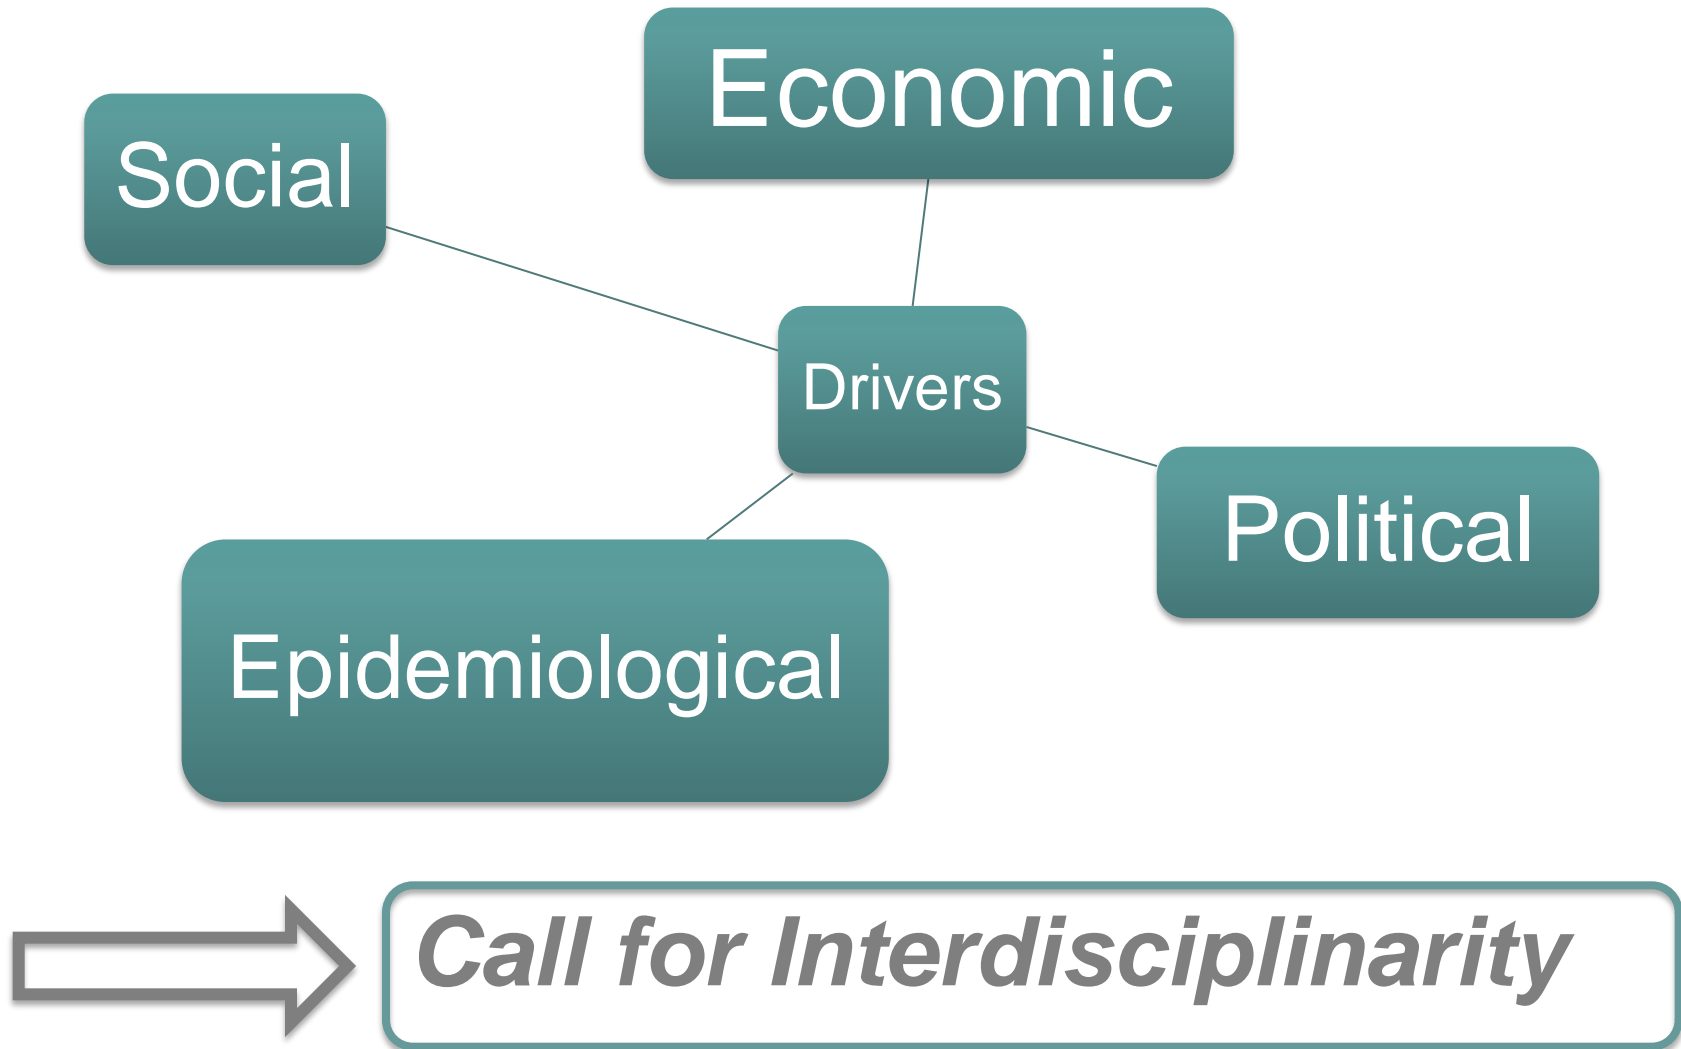 Economic
Social
Drivers
Political
Epidemiological
Call for Interdisciplinarity